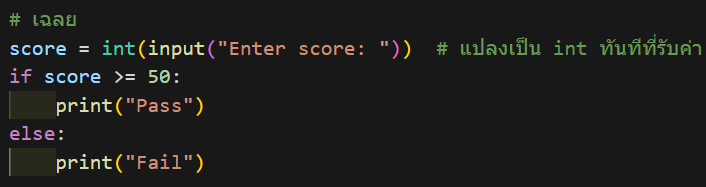 # เฉลย
score = int(input("Enter score: "))  # แปลงเป็น int ทันทีที่รับค่า
if score >= 50:
    print("Pass")
else:
    print("Fail")